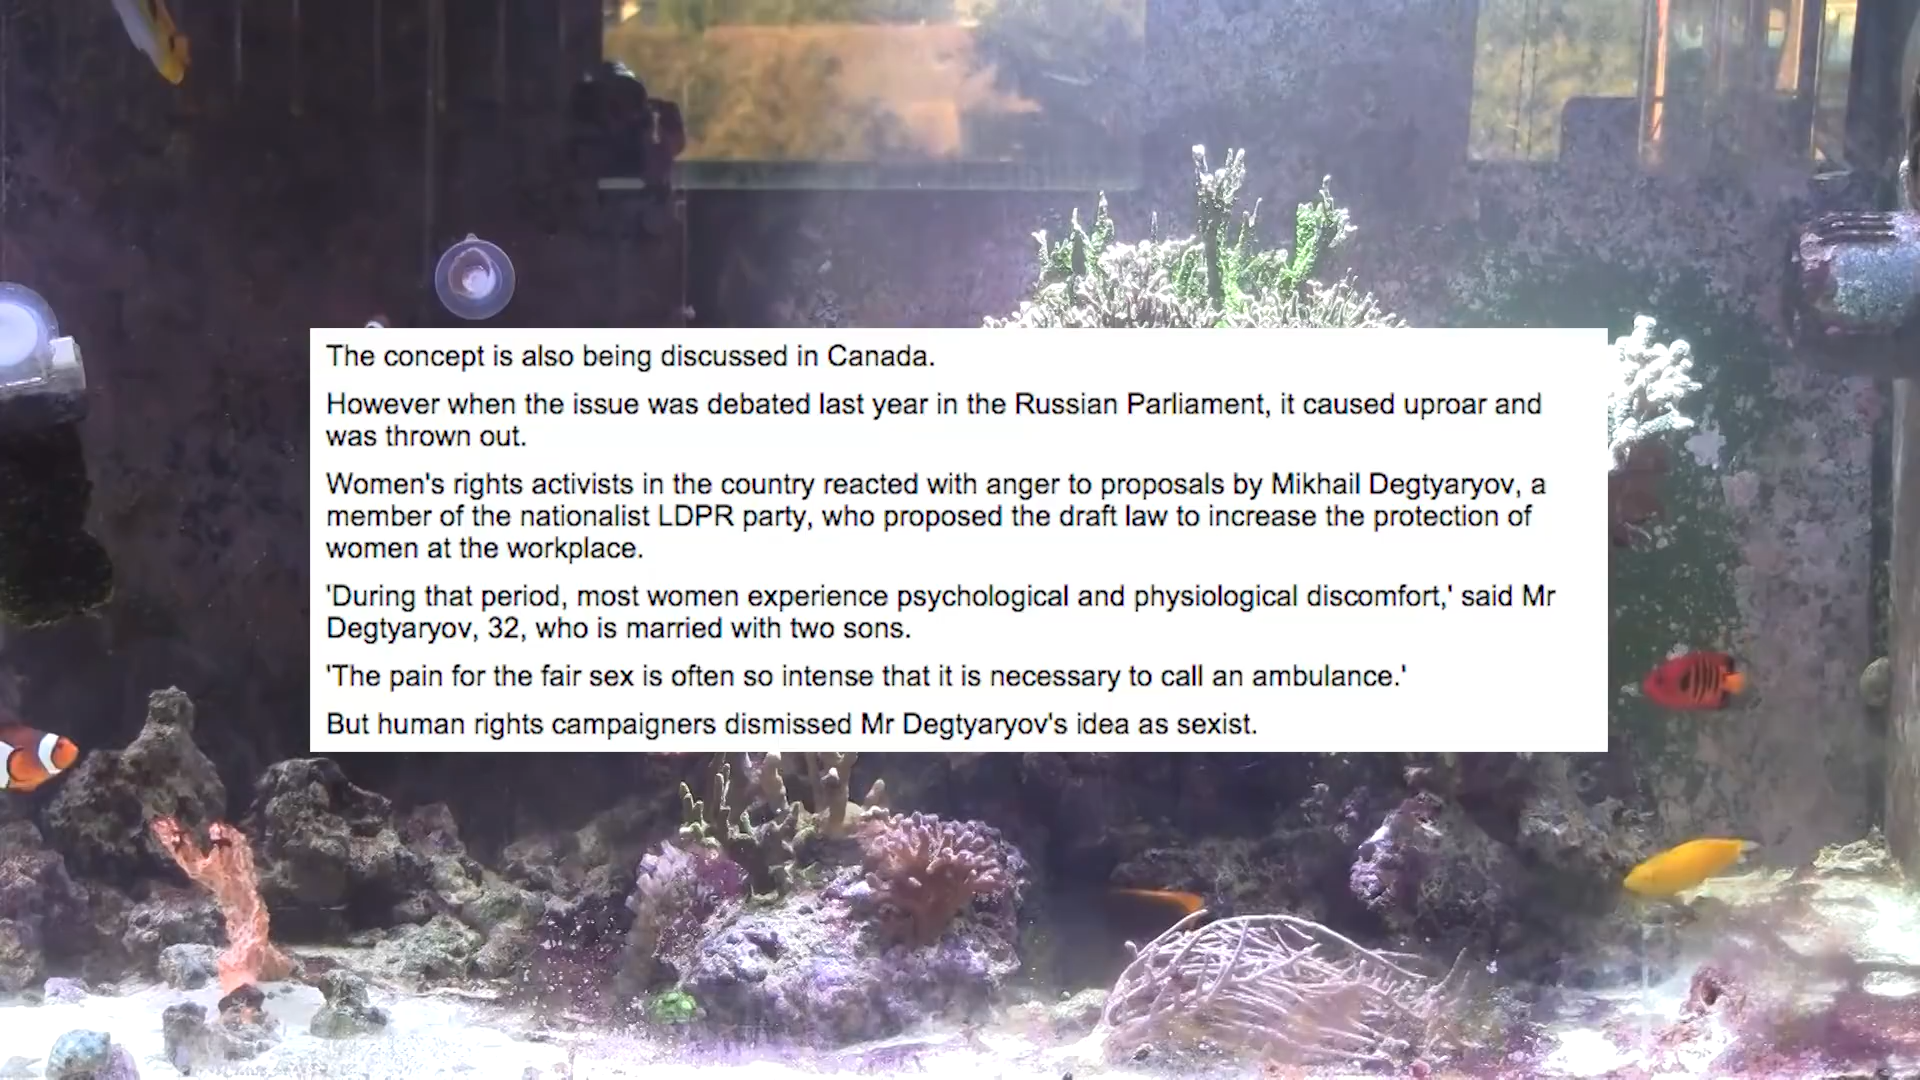 The concept is also being discussed in Canada.
However when the issue was debated last year in the Russian Parliament, it caused uproar and
was thrown out.
Women's rights activists in the country reacted with anger to proposals by Mikhail Degtyaryov, a
member of the nationalist LDPR party, who proposed the draft law to increase the protection of
women at the workplace.
'During that period, most women experience psychological and physiological discomfort,' said Mr
Degtyaryov, 32, who is married with two sons.
'The pain for the fair sex is often so intense that it is necessary to call an ambulance.'
But human rights campaigners dismissed Mr Degtyaryov's idea as sexist.